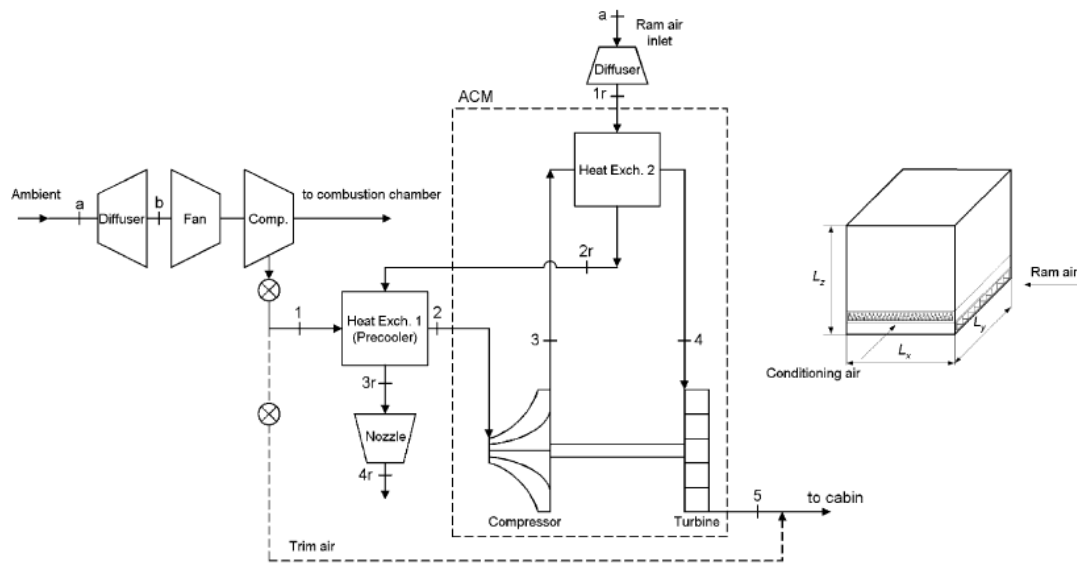 a
Ram air
inlet
Diffuser
1r
ACM
Heat Exch. 2
Ambient
a
Diffuser
b
Fan
Comp.
to combustion chamber
2r
1
Heat Exch. 1
(Precooler)
2
3
4
3r
Nozzle
4r
Compressor
Turbine
5
to cabin
Trim air
Lz
Lx
Ly
Ram air
Conditioning air